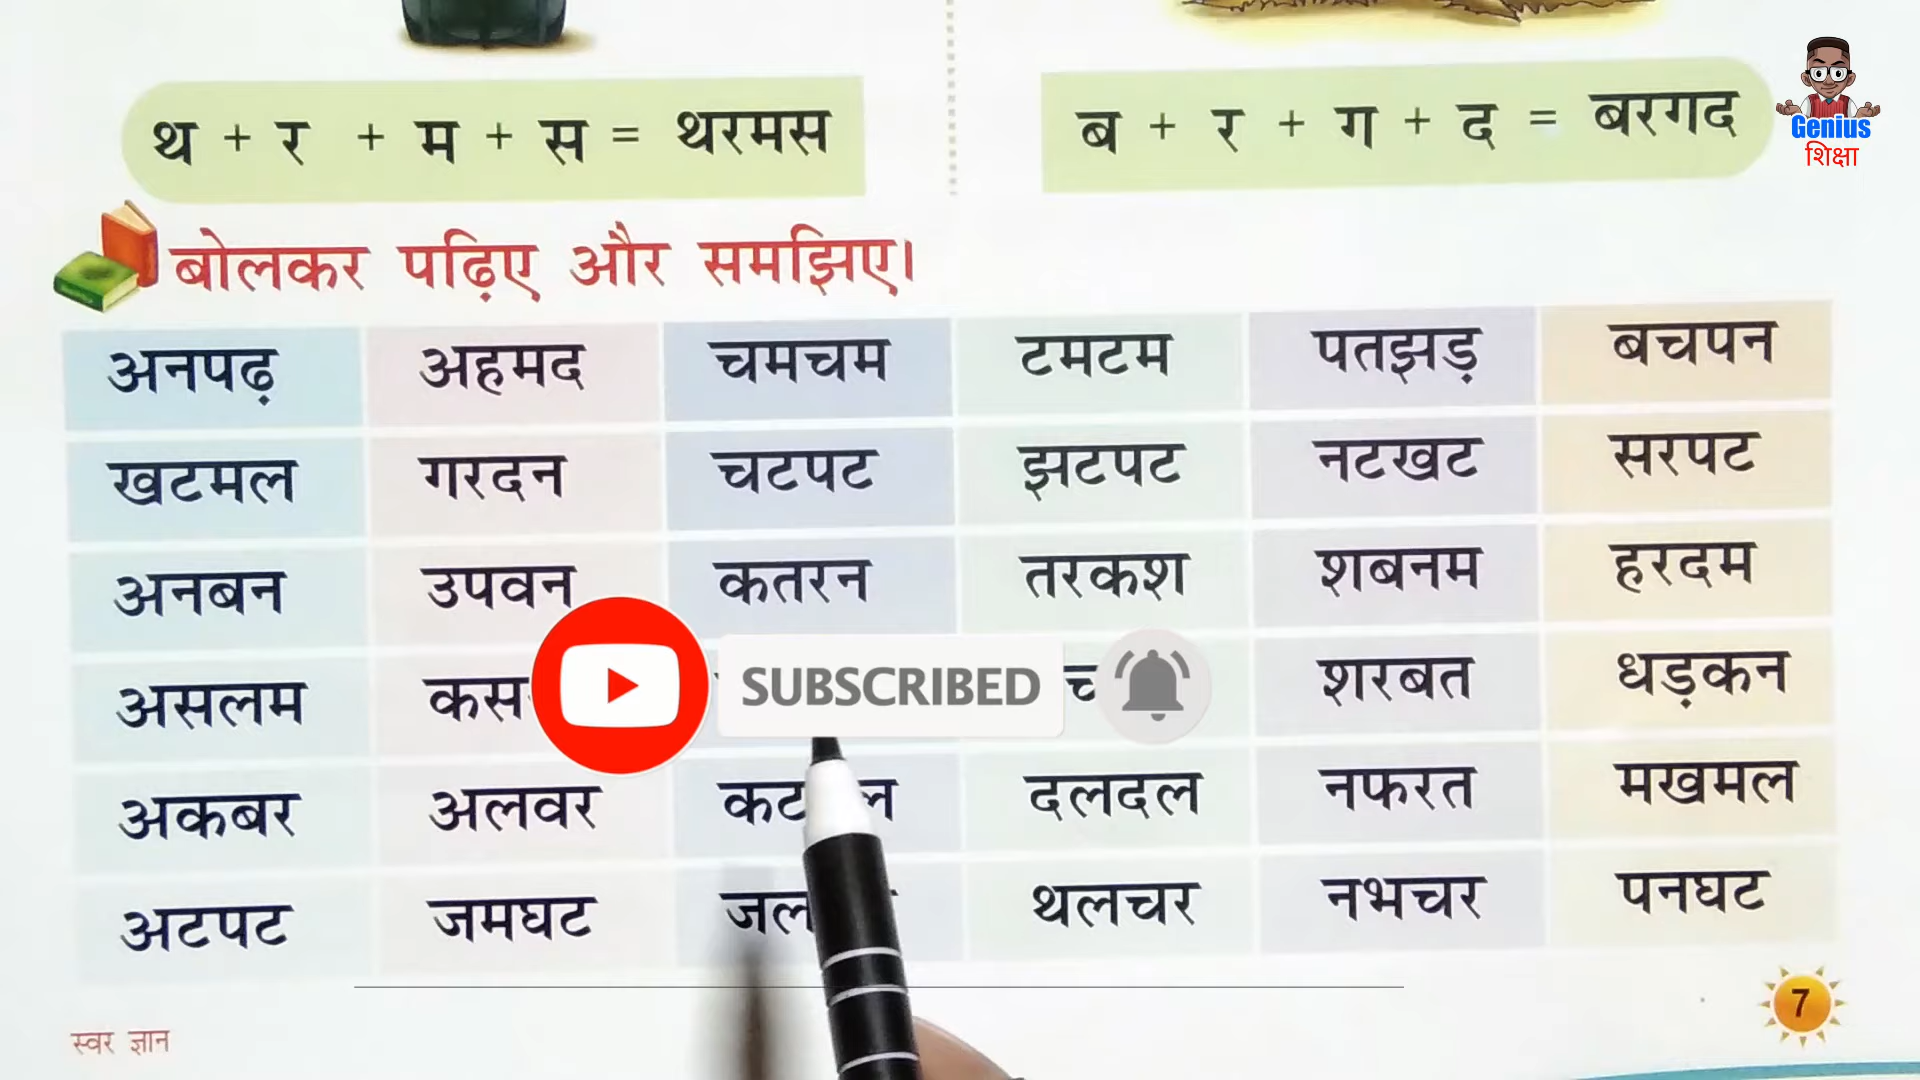 थ + र + म + स = थरमस
ब + र + ग + द = बरगद
Genius
शिक्षा
बोलकर पढ़िए और समझिए।
अनपढ़ अहमद चमचम टमटम पतझड़ बचपन
खटमल गरदन चटपट झटपट नटखट सरपट
अनबन उपवन कतरन तरकश शबनम हरदम
असलम शरबत धड़कन
SUBSCRIBED
अकबर अलवर दलदल नफरत मखमल
अटपट जमघट थलचर नभचर पनघट
स्वर ज्ञान
7